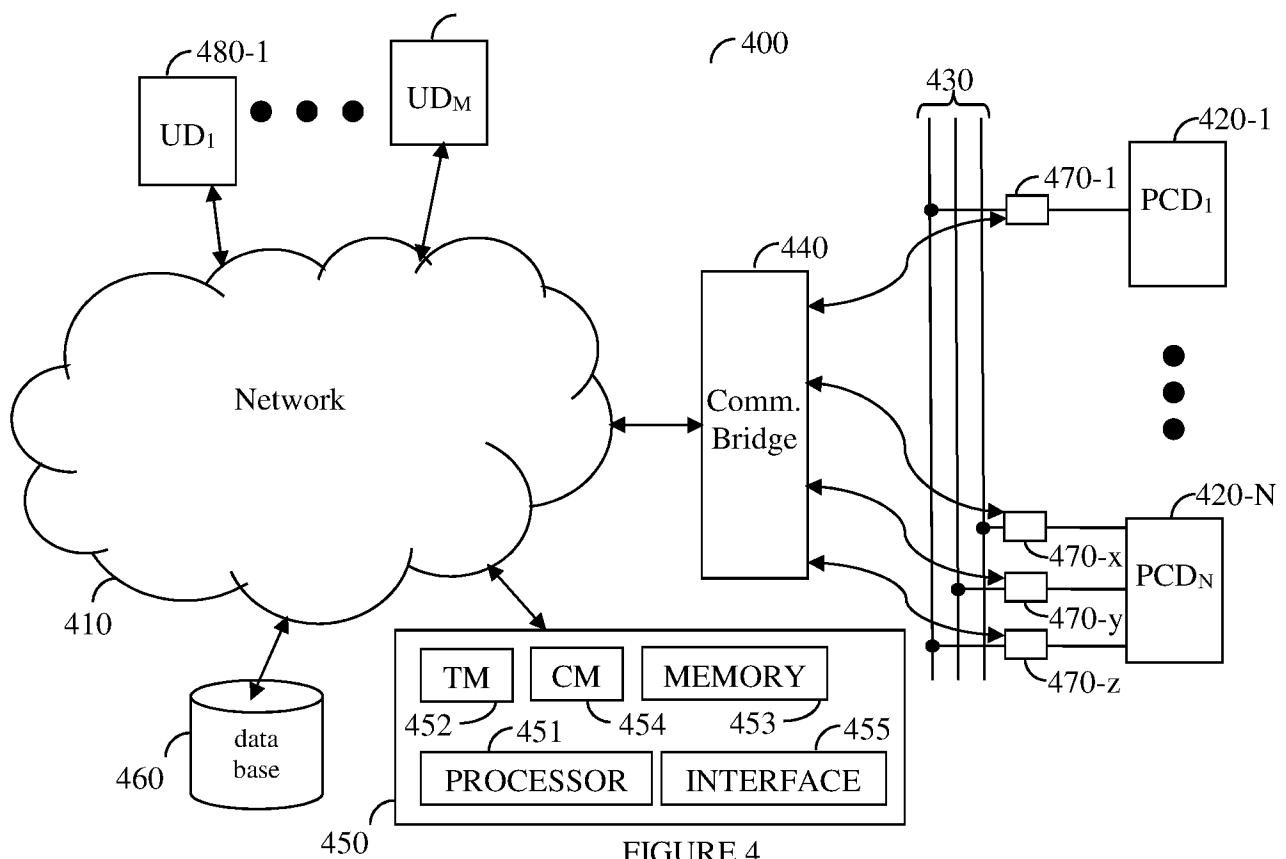 400
480-1
UD1
UDM
430
420-1
470-1
PCD1
440
Network
Comm.
Bridge
420-N
470-x
PCDN
470-y
470-z
410
TM
CM
MEMORY
452
454
453
451
455
PROCESSOR
INTERFACE
data
base
460
450
FIGURE 4